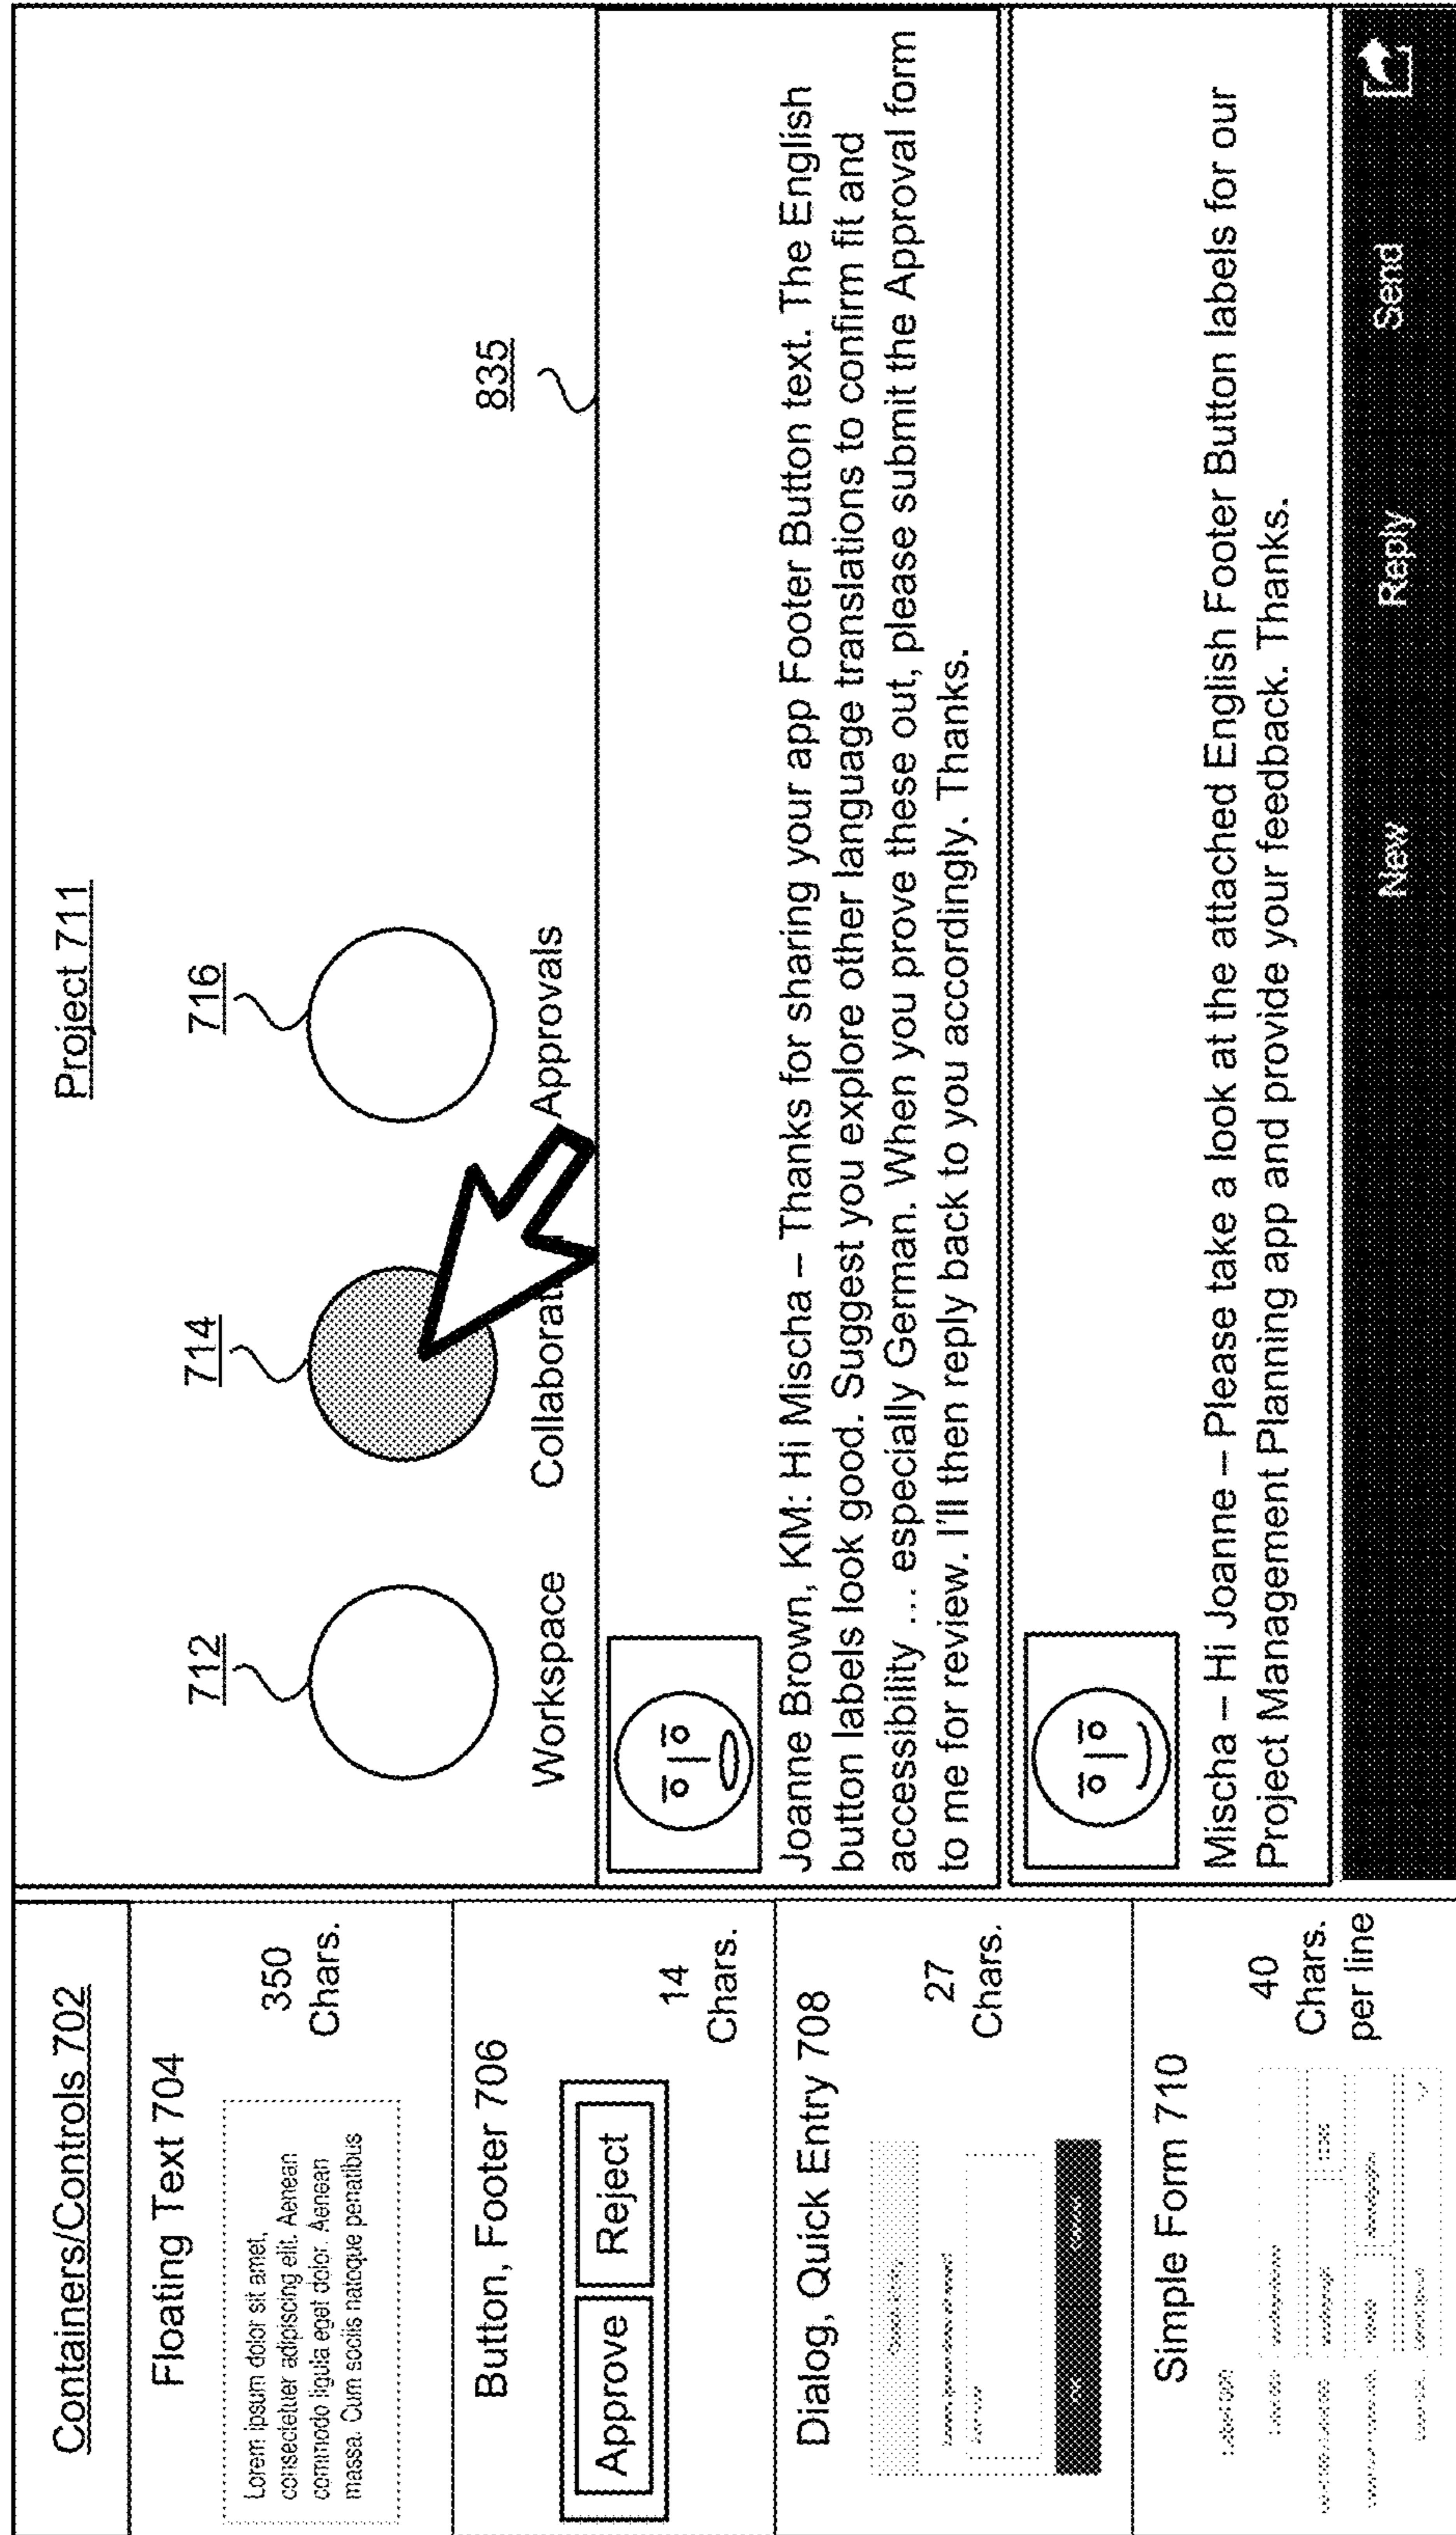 Containers/Controls 702
Floating Text 704
Lorem ipsum dolor sit amet,
consectetuer adipiscing elit. Aenean
commodo ligula eget dolor. Aenean
massa. Cum sociis natoque penatibus
350
Chars.
Button, Footer 706
Approve
Reject
14
Chars.
Dialog, Quick Entry 708
27
Chars.
Simple Form 710
40
Chars.
per line
Project 711
712
714
716
Workspace
Collaborat
Approvals
835
Joanne Brown, KM: Hi Mischa – Thanks for sharing your app Footer Button text. The English
button labels look good. Suggest you explore other language translations to confirm fit and
accessibility ... especially German. When you prove these out, please submit the Approval form
to me for review. I'll then reply back to you accordingly. Thanks.
Mischa – Hi Joanne – Please take a look at the attached English Footer Button labels for our
Project Management Planning app and provide your feedback. Thanks.
New
Reply
Send